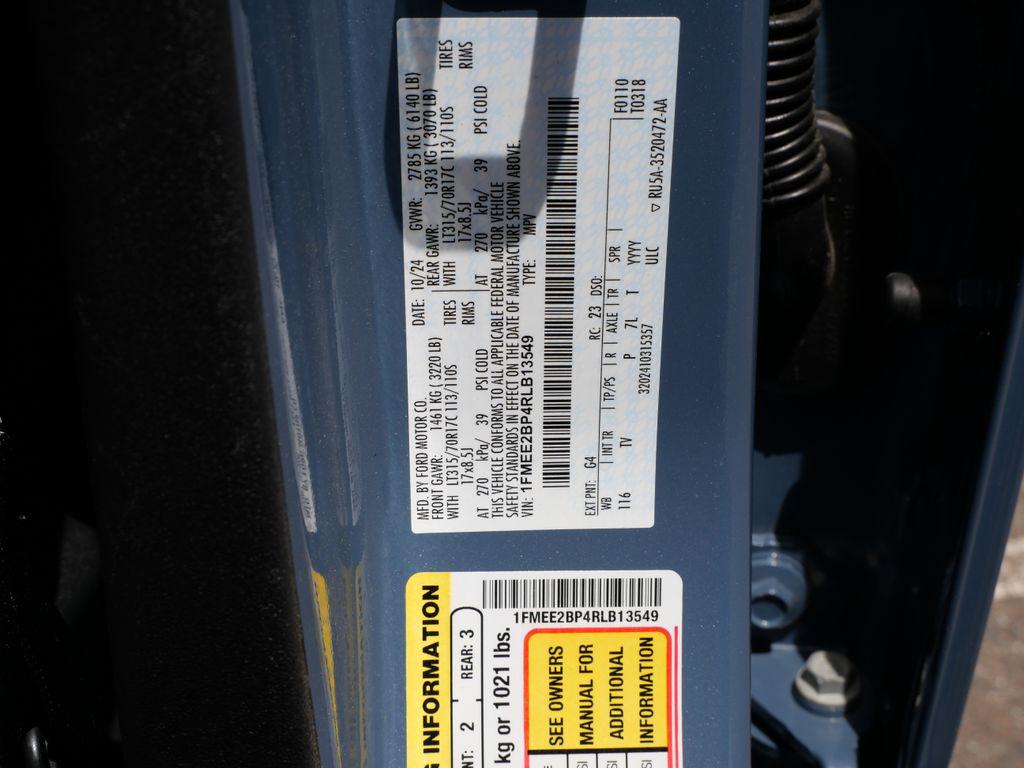 MFD. BY FORD MOTOR CO.
DATE: 10/24 GVWR: 2785 KG ( 6140 LB)
FRONT GAWR: 1461 KG ( 3220 LB) REAR GAWR: 1393 KG ( 3070 LB)
WITH LT315/70R17C 113/110S TIRES WITH LT315/70R17C 113/110S TIRES
17x8.5J RIMS 17x8.5J RIMS
AT 270 kPa/ 39 PSI COLD AT 270 kPa/ 39 PSI COLD
THIS VEHICLE CONFORMS TO ALL APPLICABLE FEDERAL MOTOR VEHICLE
SAFETY STANDARDS IN EFFECT ON THE DATE OF MANUFACTURE SHOWN ABOVE.
VIN: 1FMEE2BP4RLB13549 TYPE: MPV
EXT PNT: G4 RC: 23 DSO:
WB INT TR TP/PS R AXLE TR SPR F0110
116 TV P 7L T YYYY T0318
3202410315357 ULC
▽ RU5A-3520472-AA
G INFORMATION
NT: 2 REAR: 3
kg or 1021 lbs.
1FMEE2BP4RLB13549
SEE OWNERS
MANUAL FOR
ADDITIONAL
INFORMATION